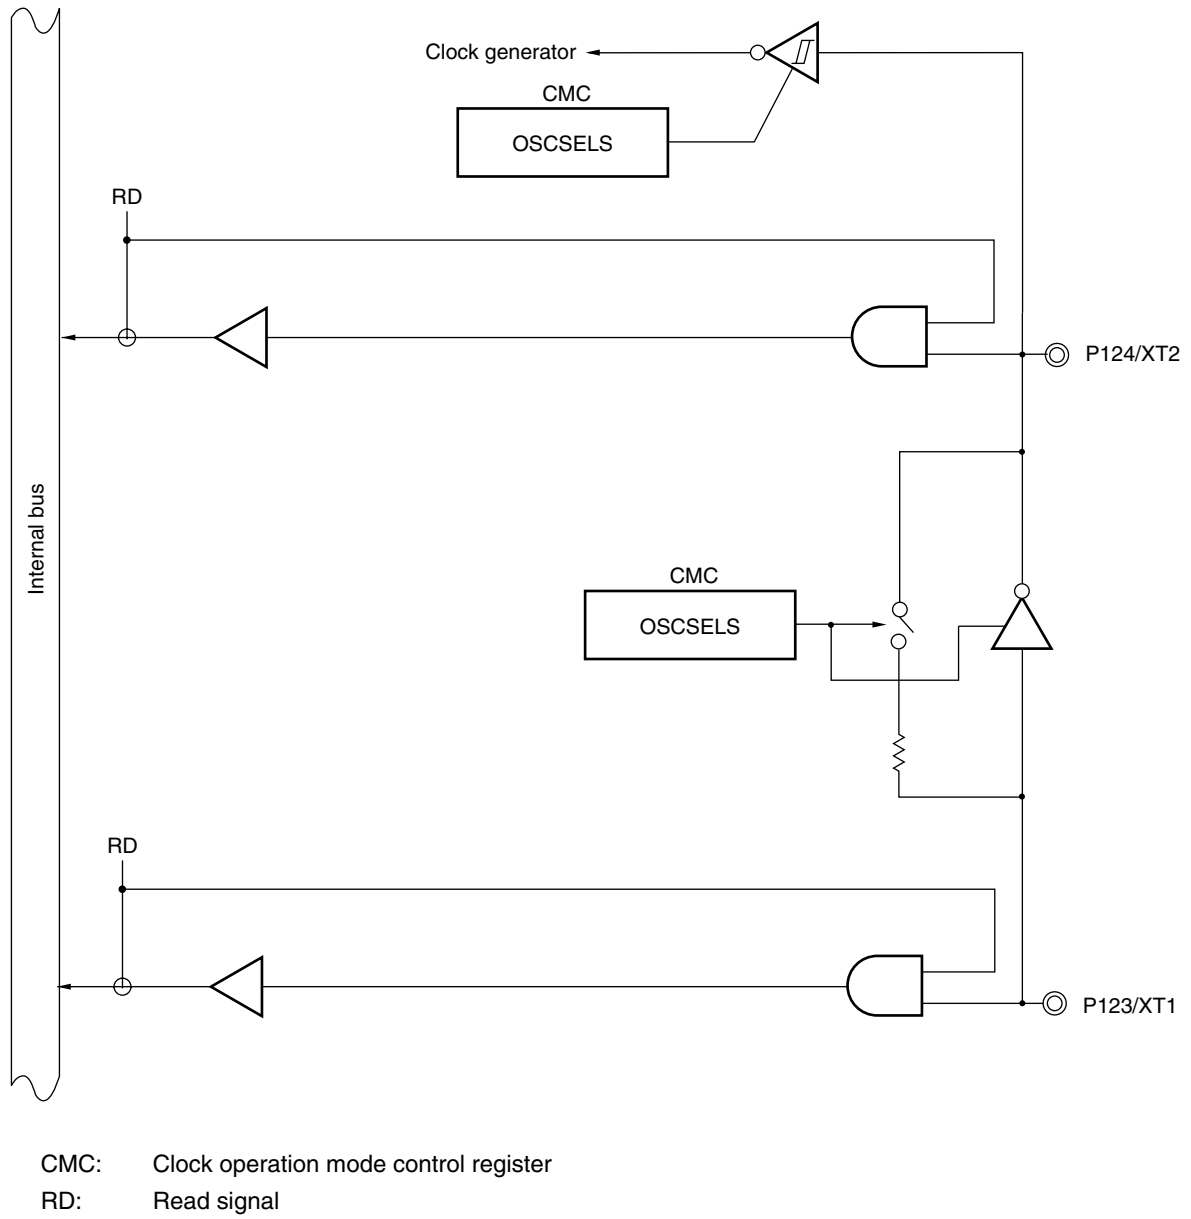 Clock generator
CMC
OSCSELS
RD
P124/XT2
Internal bus
CMC
OSCSELS
RD
P123/XT1
CMC: Clock operation mode control register
RD: Read signal